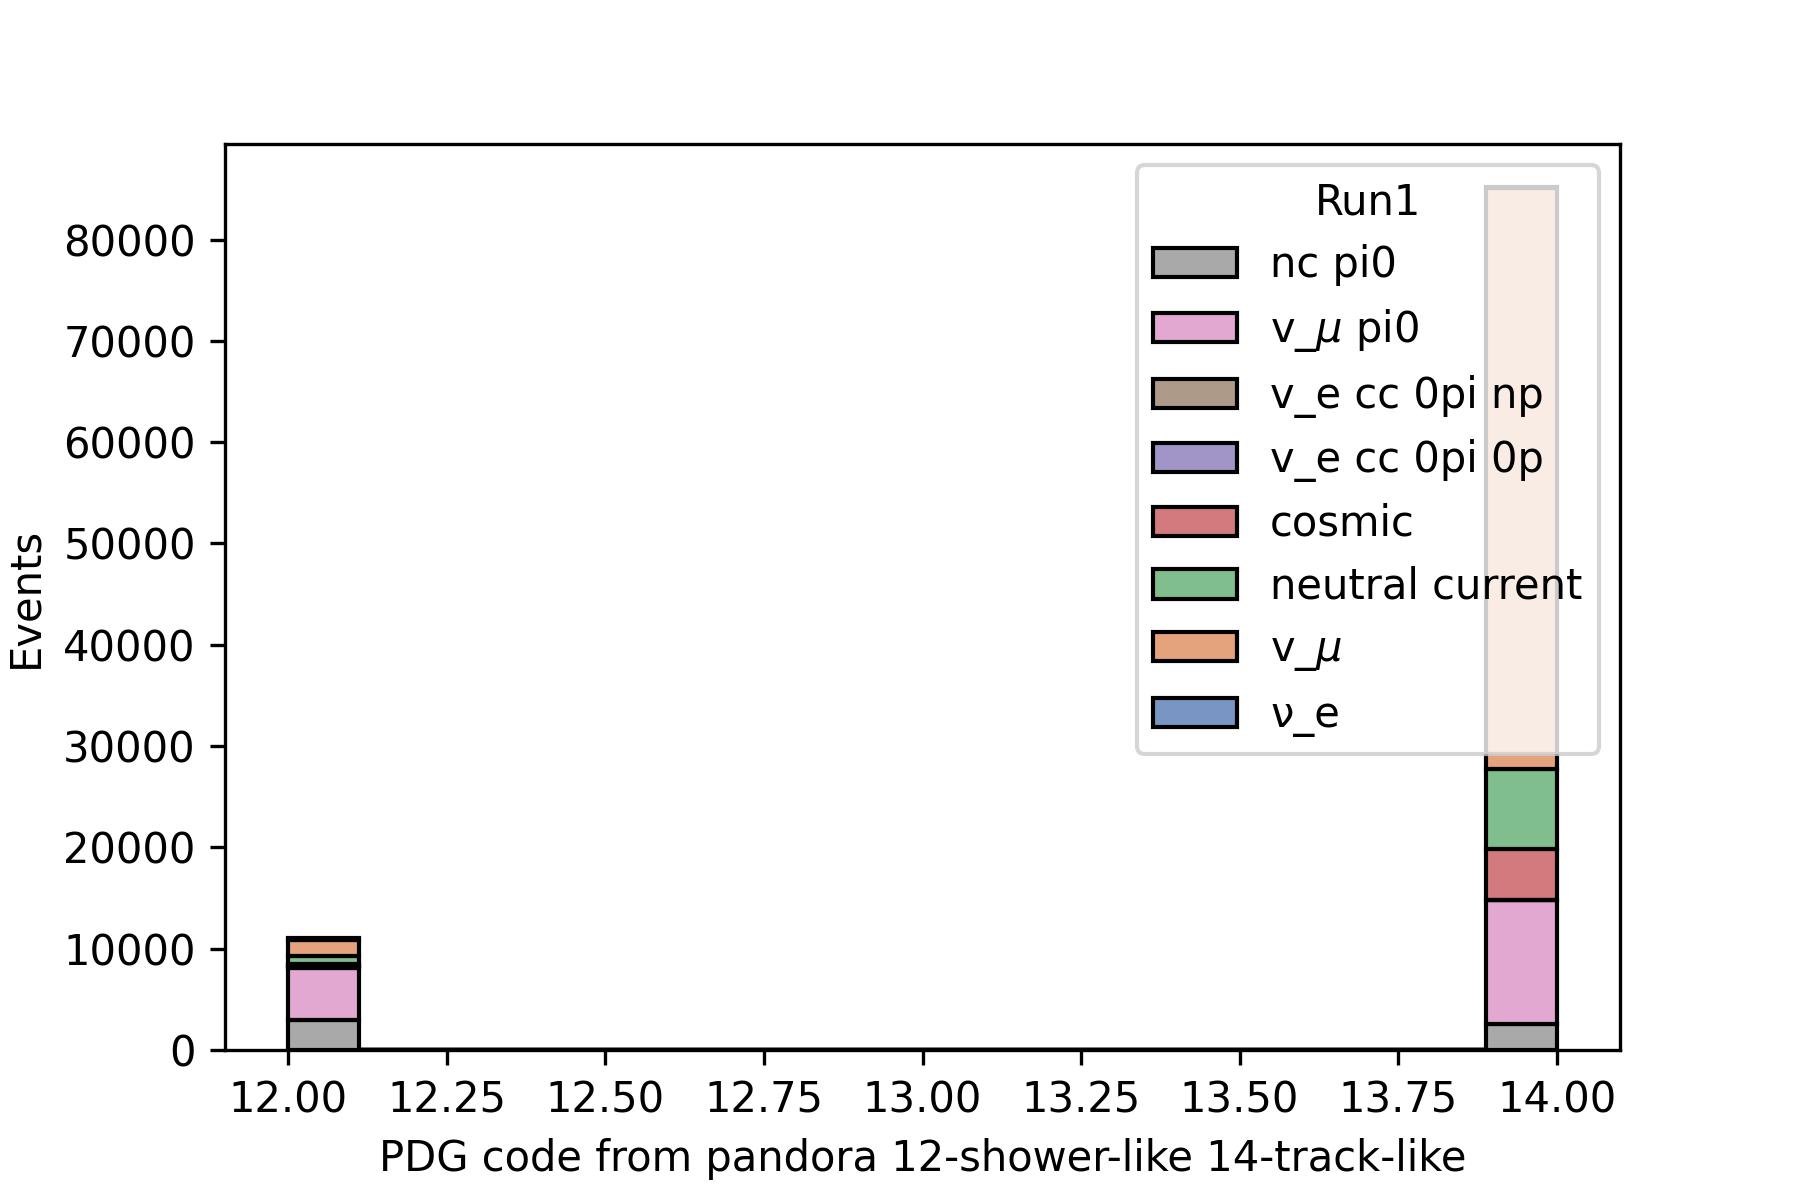 Run1
nc pi0
v_μ pi0
v_e cc 0pi np
v_e cc 0pi 0p
cosmic
neutral current
v_μ
ν_e
Events
80000
70000
60000
50000
40000
30000
20000
10000
0
12.00 12.25 12.50 12.75 13.00 13.25 13.50 13.75 14.00
PDG code from pandora 12-shower-like 14-track-like